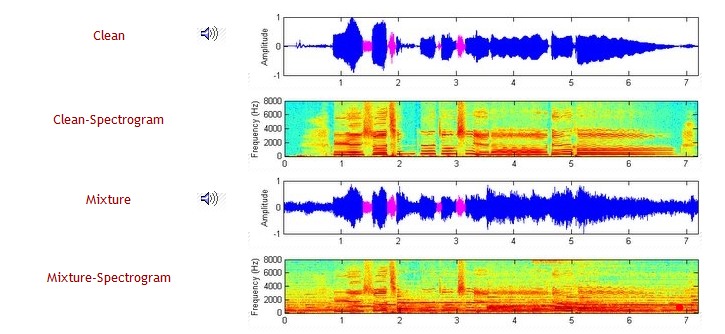 Clean
Amplitude
1
0
-1
1 2 3 4 5 6 7
Clean-Spectrogram
Frequency (Hz)
8000
6000
4000
2000
0
0 1 2 3 4 5 6 7
Mixture
Amplitude
1
0
-1
1 2 3 4 5 6 7
Mixture-Spectrogram
Frequency (Hz)
8000
6000
4000
2000
0
0 1 2 3 4 5 6 7